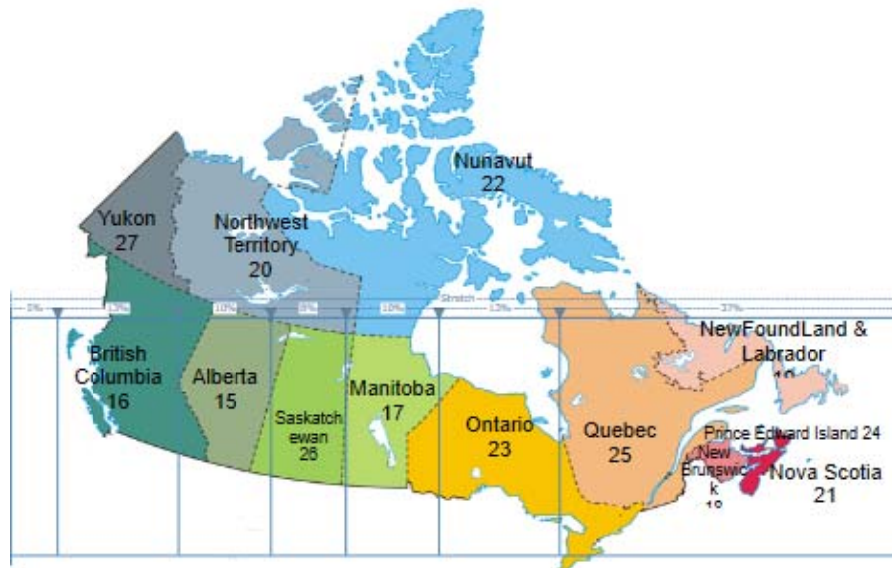 Nunavut
22
Yukon
27
Northwest
Territory
20
Stretch
12%
10%
8%
10%
13%
37%
NewFoundLand &
Labrador
British
Columbia
16
Alberta
15
Saskatch
ewan
26
Manitoba
17
Ontario
23
Quebec
25
Prince Edward Island 24
New
Brunswic
k
Nova Scotia
21